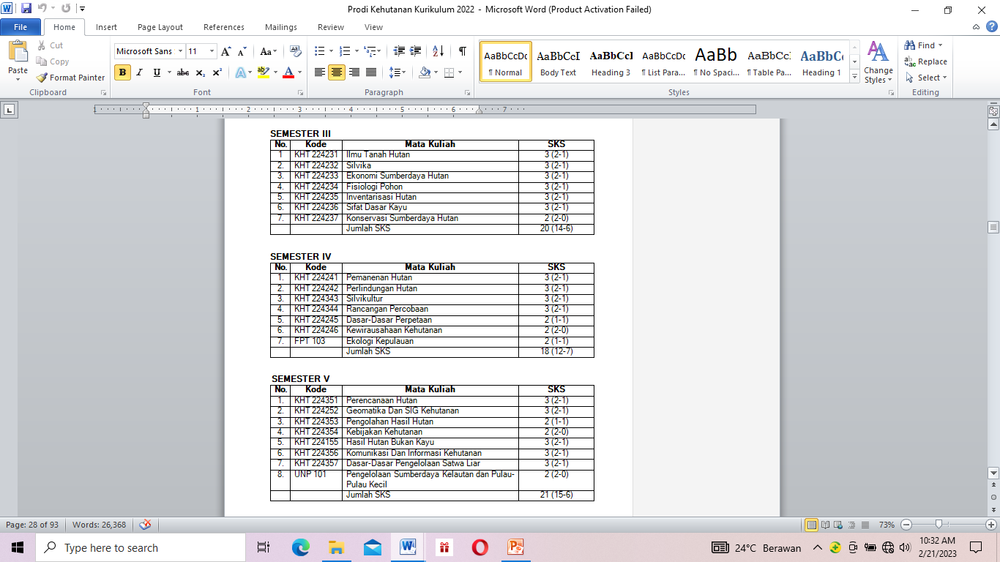 Prodi Kehutanan Kurikulum 2022 - Microsoft Word (Product Activation Failed)
File Home Insert Page Layout References Mailings Review View
Paste Cut Copy Format Painter
Microsoft Sans 11
AaBbCcDc AaBbCcI AaBbCcI AaBbCcDc AaBb AaBbCc: AaBbCc
¶ Normal Body Text Heading 3 ¶ List Para... ¶ No Spaci... ¶ Table Pa... Heading 1
Change Styles
Find Replace Select
Clipboard Font Paragraph Styles Editing
1 1 2 3 4 5 6 7
SEMESTER III
No. Kode Mata Kuliah SKS
1 KHT 224231 Ilmu Tanah Hutan 3 (2-1)
2. KHT 224232 Silvika 3 (2-1)
3. KHT 224233 Ekonomi Sumberdaya Hutan 3 (2-1)
4. KHT 224234 Fisiologi Pohon 3 (2-1)
5. KHT 224235 Inventarisasi Hutan 3 (2-1)
6. KHT 224236 Sifat Dasar Kayu 3 (2-1)
7. KHT 224237 Konservasi Sumberdaya Hutan 2 (2-0)
Jumlah SKS 20 (14-6)
SEMESTER IV
No. Kode Mata Kuliah SKS
1. KHT 224241 Pemanenan Hutan 3 (2-1)
2. KHT 224242 Perlindungan Hutan 3 (2-1)
3. KHT 224343 Silvikultur 3 (2-1)
4. KHT 224344 Rancangan Percobaan 3 (2-1)
5. KHT 224245 Dasar-Dasar Perpetaan 2 (1-1)
6. KHT 224246 Kewirausahaan Kehutanan 2 (2-0)
7. FPT 103 Ekologi Kepulauan 2 (1-1)
Jumlah SKS 18 (12-7)
SEMESTER V
No. Kode Mata Kuliah SKS
1. KHT 224351 Perencanaan Hutan 3 (2-1)
2. KHT 224252 Geomatika Dan SIG Kehutanan 3 (2-1)
3. KHT 224353 Pengolahan Hasil Hutan 2 (1-1)
4. KHT 224354 Kebijakan Kehutanan 2 (2-0)
5. KHT 224155 Hasil Hutan Bukan Kayu 3 (2-1)
6. KHT 224356 Komunikasi Dan Informasi Kehutanan 3 (2-1)
7. KHT 224357 Dasar-Dasar Pengelolaan Satwa Liar 3 (2-1)
8. UNP 101 Pengelolaan Sumberdaya Kelautan dan Pulau- 2 (2-0)
Pulau Kecil
Jumlah SKS 21 (15-6)
Page: 28 of 93 Words: 26,368 73%
Type here to search 24°C Berawan 10:32 AM
2/21/2023